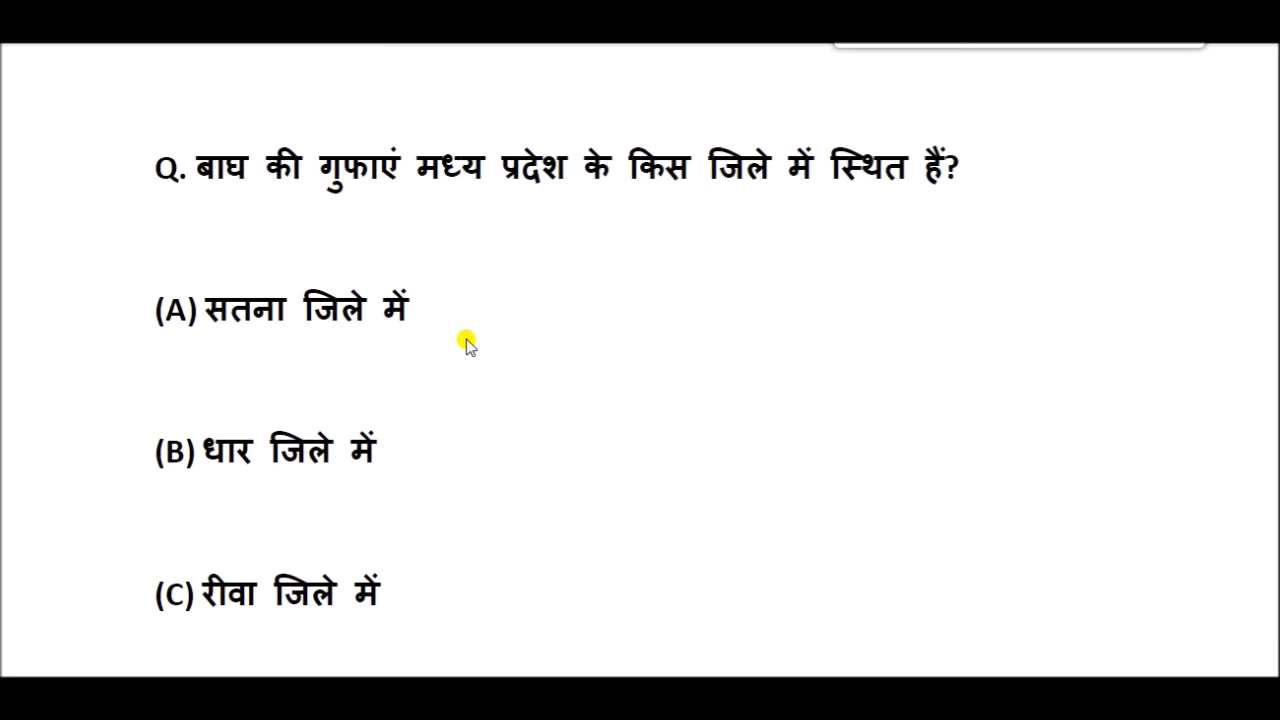 Q. बाघ की गुफाएं मध्य प्रदेश के किस जिले में स्थित हैं?
(A) सतना जिले में
(B) धार जिले में
(C) रीवा जिले में